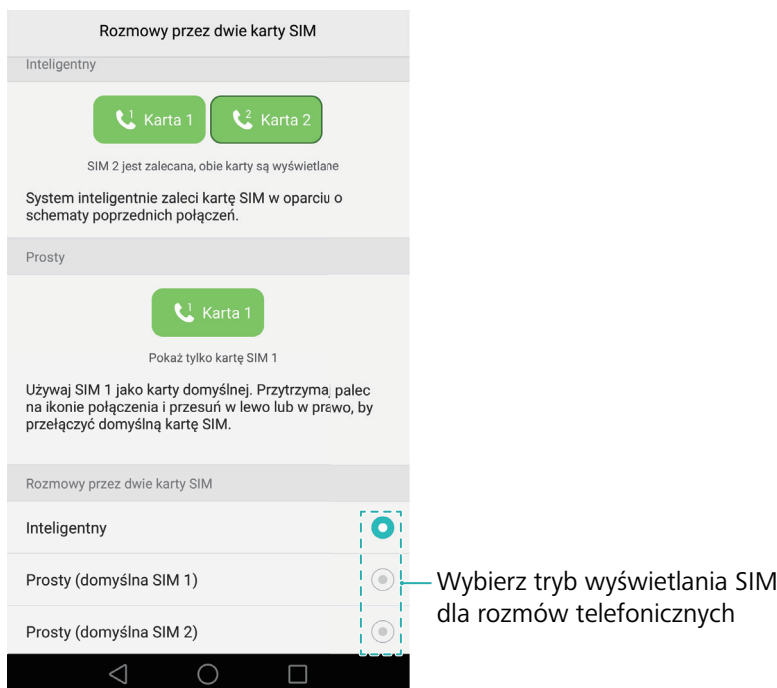 Rozmowy przez dwie karty SIM
Inteligentny
1 Karta 1
2 Karta 2
SIM 2 jest zalecana, obie karty są wyświetlane
System inteligentnie zaleci kartę SIM w oparciu o
schematy poprzednich połączeń.
Prosty
1 Karta 1
Pokaż tylko kartę SIM 1
Używaj SIM 1 jako karty domyślnej. Przytrzymaj palec
na ikonie połączenia i przesuń w lewo lub w prawo, by
przełączyć domyślną kartę SIM.
Rozmowy przez dwie karty SIM
Inteligentny
Prosty (domyślna SIM 1)
Prosty (domyślna SIM 2)
Wybierz tryb wyświetlania SIM
dla rozmów telefonicznych